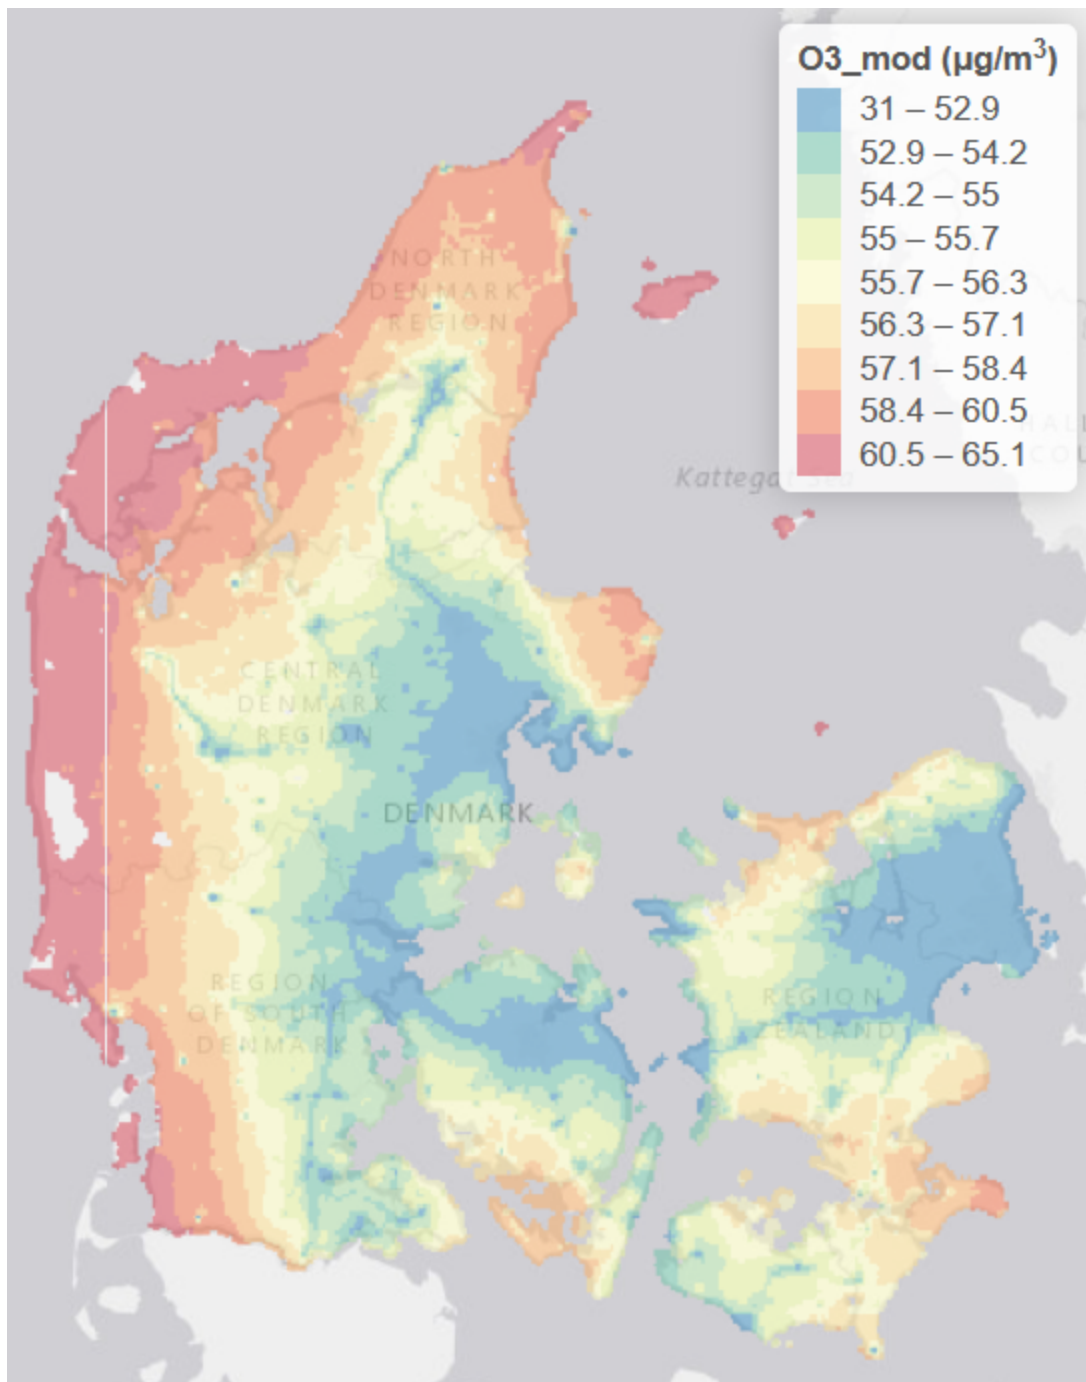 O3_mod (µg/m³)
31 – 52.9
52.9 – 54.2
54.2 – 55
55 – 55.7
55.7 – 56.3
56.3 – 57.1
57.1 – 58.4
58.4 – 60.5
60.5 – 65.1
NORTH
DENMARK
REGION
Kattegat Sea
CENTRAL
DENMARK
REGION
DENMARK
REGION
OF SOUTH
DENMARK
REGION
ZEALAND